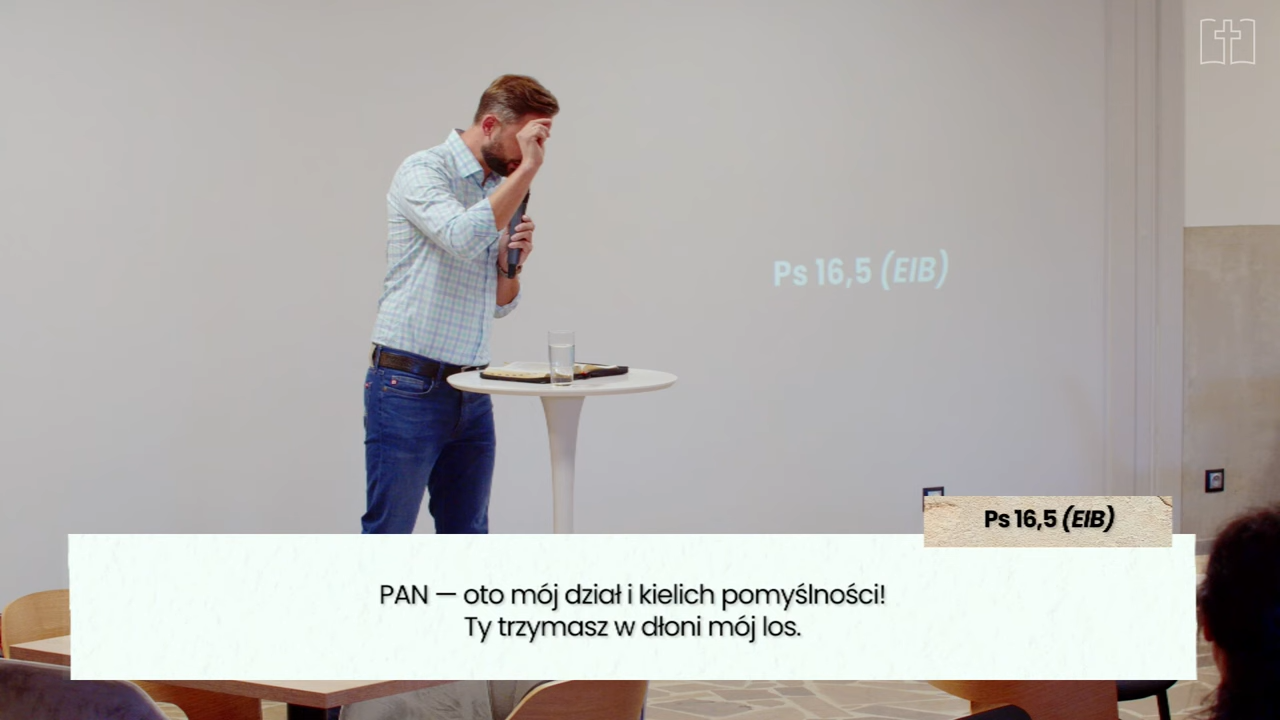 Ps 16,5 (EIB)
Ps 16,5 (EIB)
PAN — oto mój dział i kielich pomyślności!
Ty trzymasz w dłoni mój los.